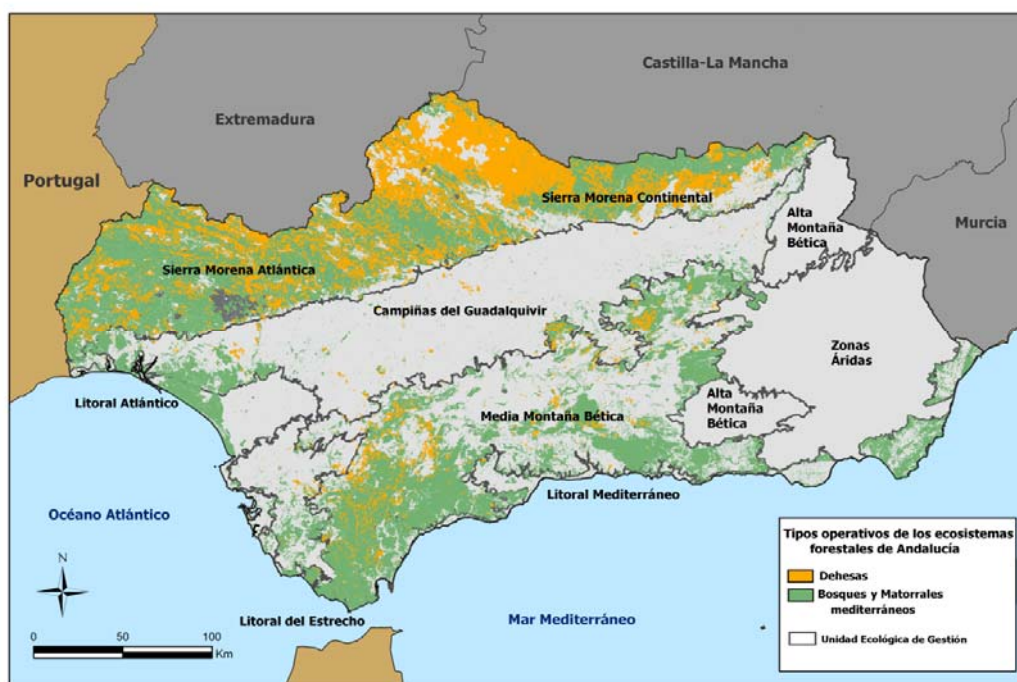 Castilla-La Mancha
Extremadura
Portugal
Murcia
Sierra Morena Continental
Alta
Montaña
Bética
Sierra Morena Atlántica
Campiñas del Guadalquivir
Zonas
Áridas
Litoral Atlántico
Media Montaña Bética
Alta
Montaña
Bética
Litoral Mediterráneo
Océano Atlántico
Litoral del Estrecho
Mar Mediterráneo
N
0 50 100
Km
Tipos operativos de los ecosistemas
forestales de Andalucía
Dehesas
Bosques y Matorrales
mediterráneos
Unidad Ecológica de Gestión